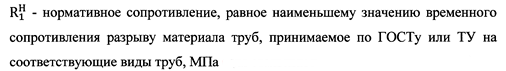 R₁ᴴ - нормативное сопротивление, равное наименьшему значению временного
сопротивления разрыву материала труб, принимаемое по ГОСТу или ТУ на
соответствующие виды труб, МПа